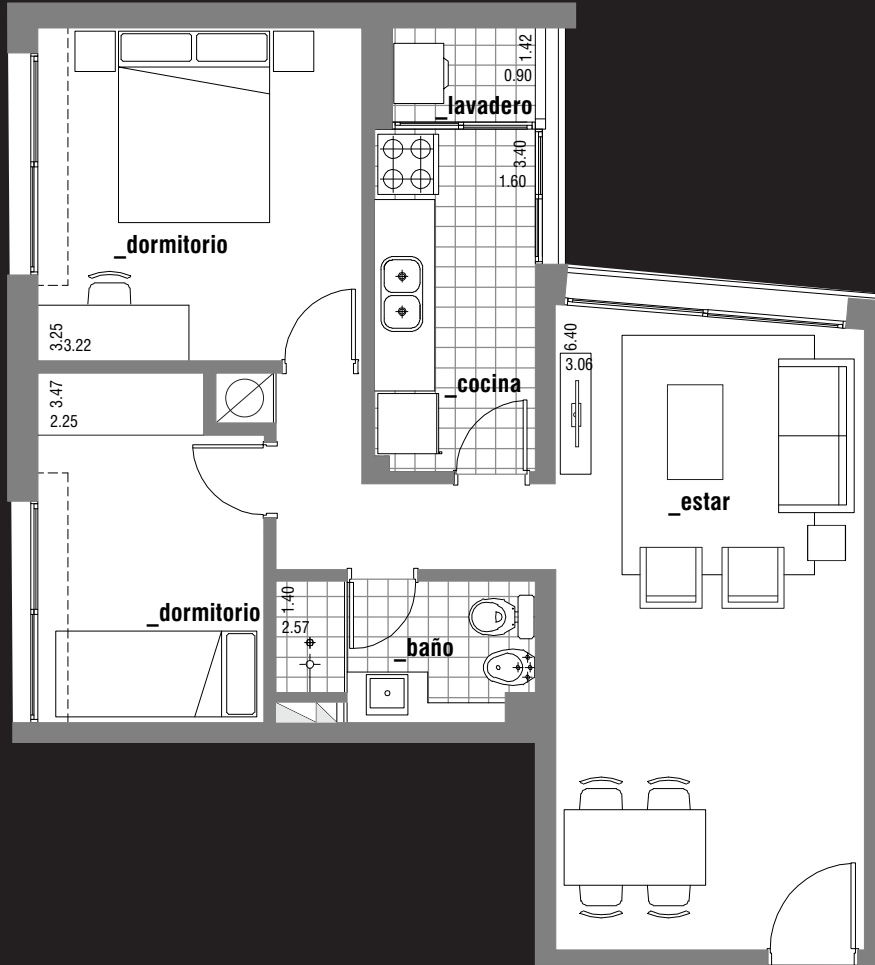 1.42
0.90
_lavadero
3.40
1.60
_dormitorio
3.25
3.22
6.40
3.06
_cocina
3.47
2.25
_estar
1.40
2.57
_dormitorio
_baño